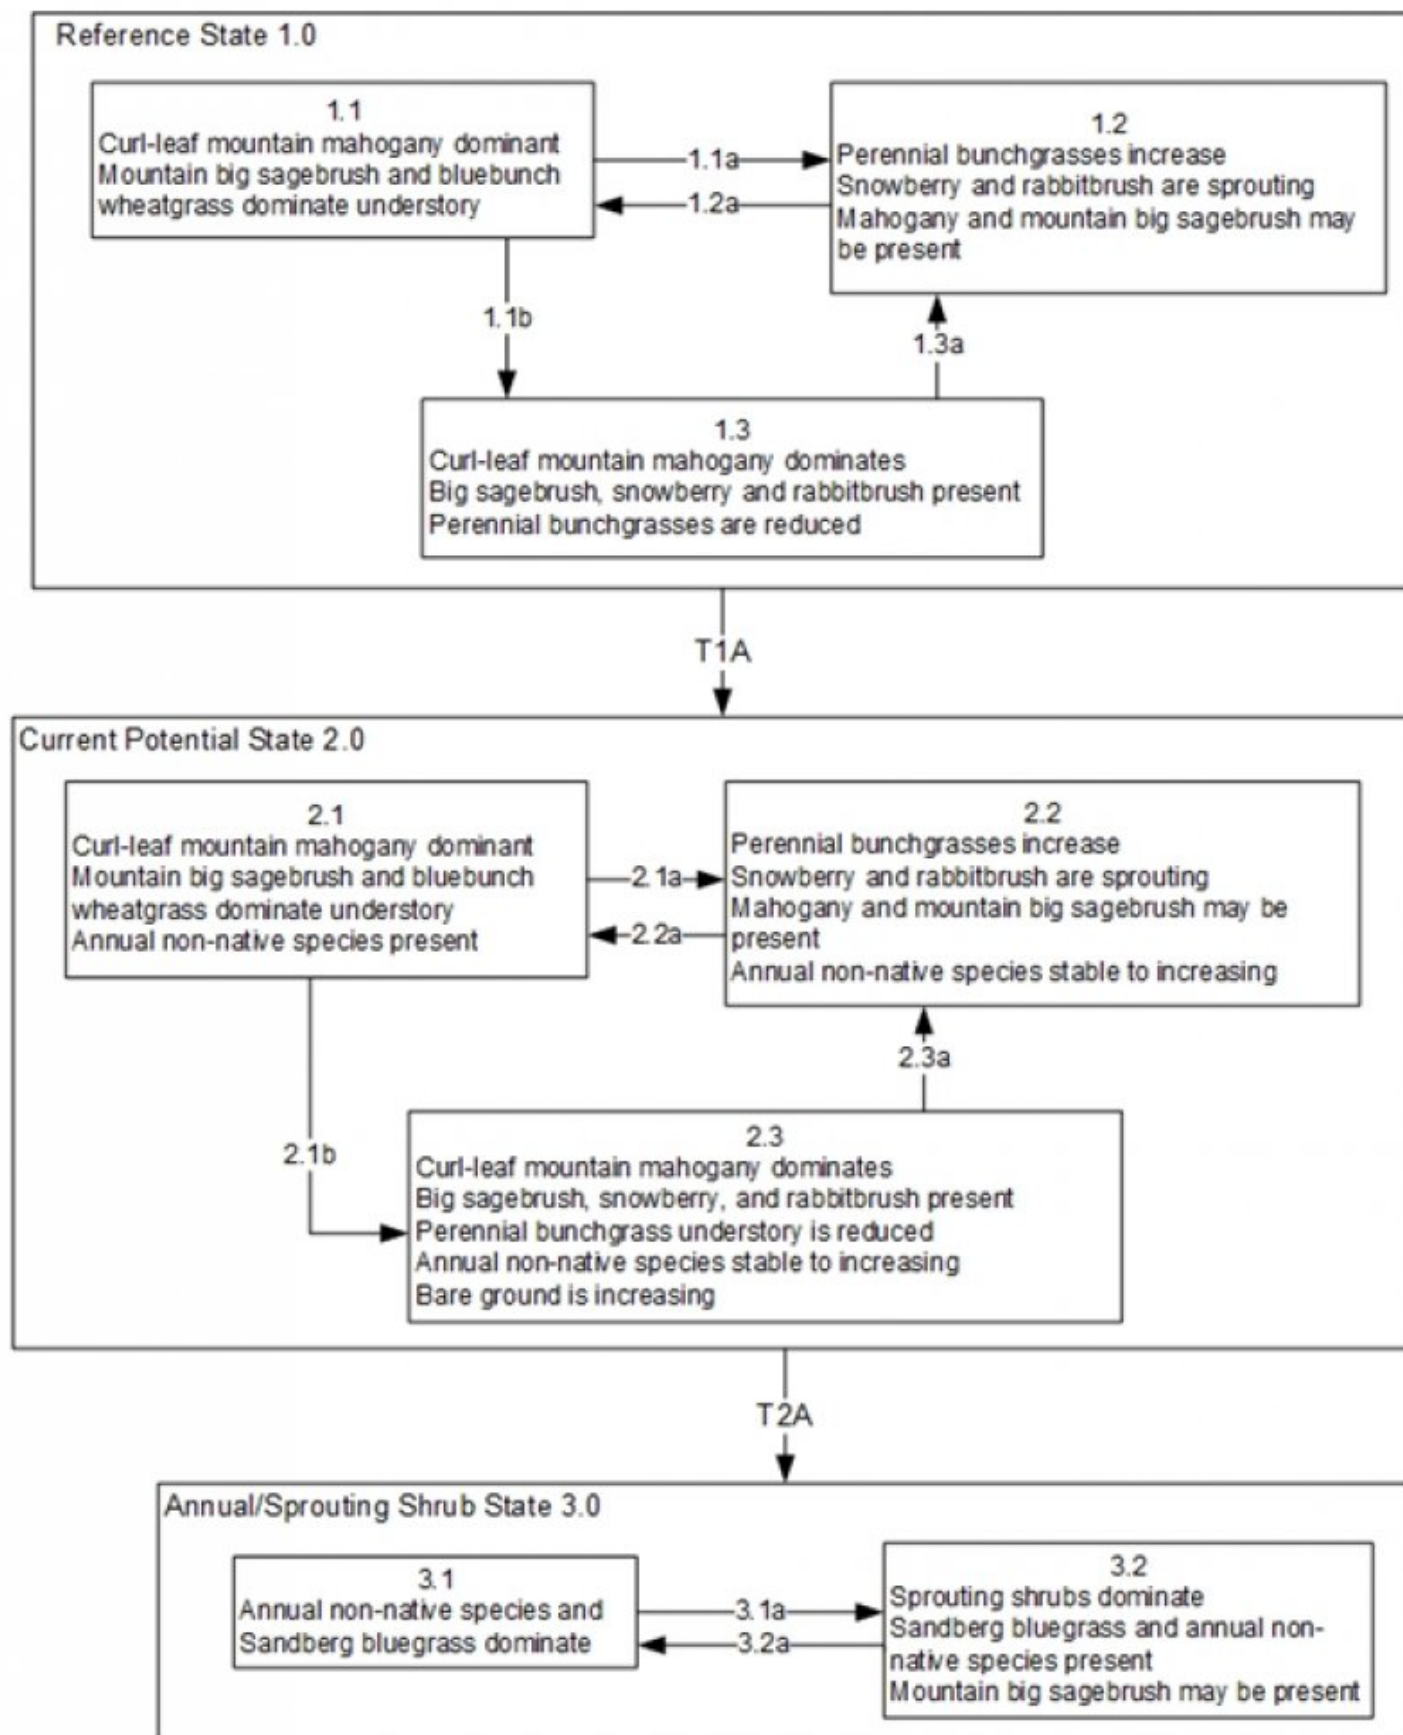 Reference State 1.0
1.1
Curl-leaf mountain mahogany dominant
Mountain big sagebrush and bluebunch
wheatgrass dominate understory
1.1a
1.2a
1.2
Perennial bunchgrasses increase
Snowberry and rabbitbrush are sprouting
Mahogany and mountain big sagebrush may
be present
1.1b
1.3a
1.3
Curl-leaf mountain mahogany dominates
Big sagebrush, snowberry and rabbitbrush present
Perennial bunchgrasses are reduced
T1A
Current Potential State 2.0
2.1
Curl-leaf mountain mahogany dominant
Mountain big sagebrush and bluebunch
wheatgrass dominate understory
Annual non-native species present
2.1a
2.2a
2.2
Perennial bunchgrasses increase
Snowberry and rabbitbrush are sprouting
Mahogany and mountain big sagebrush may be
present
Annual non-native species stable to increasing
2.1b
2.3a
2.3
Curl-leaf mountain mahogany dominates
Big sagebrush, snowberry, and rabbitbrush present
Perennial bunchgrass understory is reduced
Annual non-native species stable to increasing
Bare ground is increasing
T2A
Annual/Sprouting Shrub State 3.0
3.1
Annual non-native species and
Sandberg bluegrass dominate
3.1a
3.2a
3.2
Sprouting shrubs dominate
Sandberg bluegrass and annual non-
native species present
Mountain big sagebrush may be present